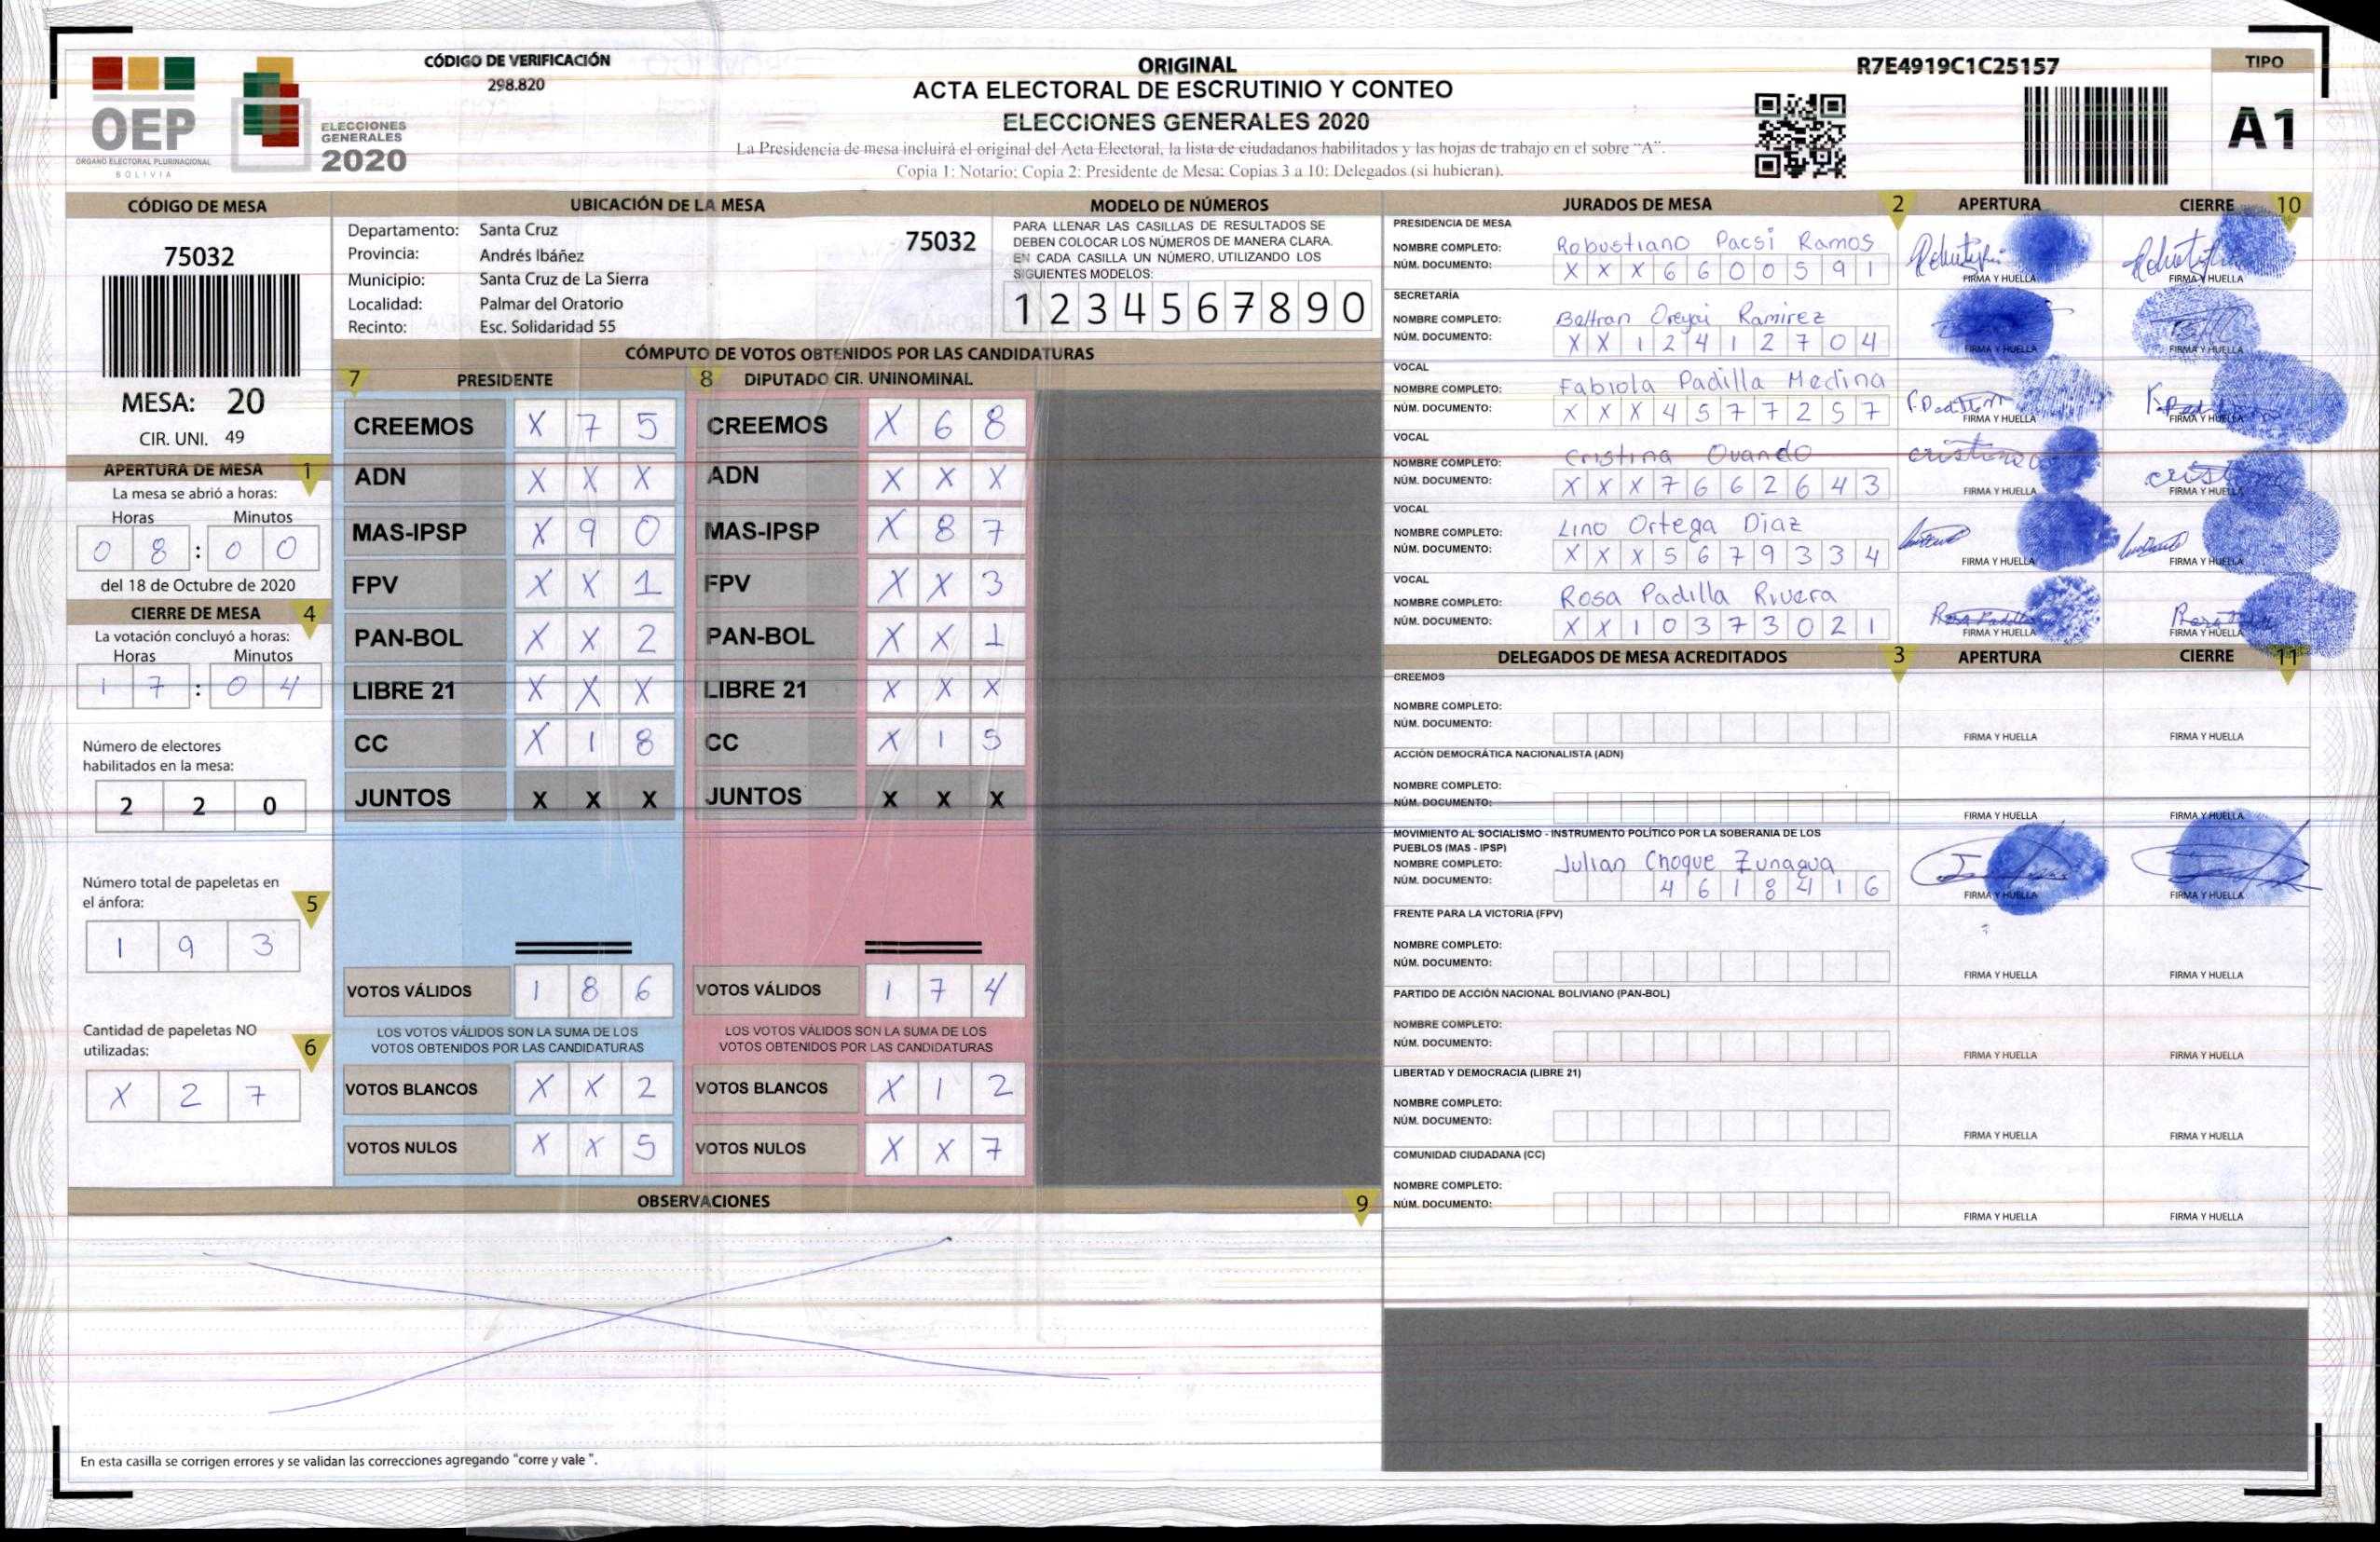 CÓDIGO DE VERIFICACIÓN
298.820
OEP
ÓRGANO ELECTORAL PLURINACIONAL
BOLIVIA
ELECCIONES
GENERALES
2020
ORIGINAL
ACTA ELECTORAL DE ESCRUTINIO Y CONTEO
ELECCIONES GENERALES 2020
La Presidencia de mesa incluirá el original del Acta Electoral, la lista de ciudadanos habilitados y las hojas de trabajo en el sobre "A".
Copia 1: Notario; Copia 2: Presidente de Mesa; Copias 3 a 10: Delegados (si hubieran).
R7E4919C1C25157
TIPO
A1
CÓDIGO DE MESA
75032
MESA: 20
CIR. UNI. 49
APERTURA DE MESA 1
La mesa se abrió a horas:
Horas Minutos
0 8 : 0 0
del 18 de Octubre de 2020
CIERRE DE MESA 4
La votación concluyó a horas:
Horas Minutos
1 7 : 0 4
Número de electores
habilitados en la mesa:
2 2 0
Número total de papeletas en
el ánfora: 5
1 9 3
Cantidad de papeletas NO
utilizadas: 6
X 2 7
UBICACIÓN DE LA MESA
Departamento: Santa Cruz
Provincia: Andrés Ibáñez
Municipio: Santa Cruz de La Sierra
Localidad: Palmar del Oratorio
Recinto: Esc. Solidaridad 55
75032
MODELO DE NÚMEROS
PARA LLENAR LAS CASILLAS DE RESULTADOS SE
DEBEN COLOCAR LOS NÚMEROS DE MANERA CLARA.
EN CADA CASILLA UN NÚMERO, UTILIZANDO LOS
SIGUIENTES MODELOS:
1 2 3 4 5 6 7 8 9 0
CÓMPUTO DE VOTOS OBTENIDOS POR LAS CANDIDATURAS
7 PRESIDENTE
CREEMOS X 7 5
ADN X X X
MAS-IPSP X 9 0
FPV X X 1
PAN-BOL X X 2
LIBRE 21 X X X
CC X 1 8
JUNTOS X X X
VOTOS VÁLIDOS 1 8 6
LOS VOTOS VÁLIDOS SON LA SUMA DE LOS
VOTOS OBTENIDOS POR LAS CANDIDATURAS
VOTOS BLANCOS X X 2
VOTOS NULOS X X 5
8 DIPUTADO CIR. UNINOMINAL
CREEMOS X 6 8
ADN X X X
MAS-IPSP X 8 7
FPV X X 3
PAN-BOL X X 1
LIBRE 21 X X X
CC X 1 5
JUNTOS X X X
VOTOS VÁLIDOS 1 7 4
LOS VOTOS VÁLIDOS SON LA SUMA DE LOS
VOTOS OBTENIDOS POR LAS CANDIDATURAS
VOTOS BLANCOS X 1 2
VOTOS NULOS X X 7
OBSERVACIONES 9
En esta casilla se corrigen errores y se validan las correcciones agregando "corre y vale ".
JURADOS DE MESA 2 APERTURA CIERRE 10
PRESIDENCIA DE MESA
NOMBRE COMPLETO: Robustiano Pacsi Ramos
NÚM. DOCUMENTO: X X X 6 6 0 0 5 9 1
FIRMA Y HUELLA FIRMA Y HUELLA
SECRETARÍA
NOMBRE COMPLETO: Beltran Ramirez
NÚM. DOCUMENTO: X X 1 2 4 1 2 7 0 4
FIRMA Y HUELLA FIRMA Y HUELLA
VOCAL
NOMBRE COMPLETO: Fabiola Padilla Medina
NÚM. DOCUMENTO: X X X 4 5 7 7 2 5 7
FIRMA Y HUELLA FIRMA Y HUELLA
VOCAL
NOMBRE COMPLETO: Cristina Ovando
NÚM. DOCUMENTO: X X X 7 6 6 2 6 4 3
FIRMA Y HUELLA FIRMA Y HUELLA
VOCAL
NOMBRE COMPLETO: Lino Ortega Diaz
NÚM. DOCUMENTO: X X X 5 6 7 9 3 3 4
FIRMA Y HUELLA FIRMA Y HUELLA
VOCAL
NOMBRE COMPLETO: Rosa Padilla Rivera
NÚM. DOCUMENTO: X X 1 0 3 7 3 0 2 1
FIRMA Y HUELLA FIRMA Y HUELLA
DELEGADOS DE MESA ACREDITADOS 3 APERTURA CIERRE 11
CREEMOS
NOMBRE COMPLETO:
NÚM. DOCUMENTO:
FIRMA Y HUELLA FIRMA Y HUELLA
ACCIÓN DEMOCRÁTICA NACIONALISTA (ADN)
NOMBRE COMPLETO:
NÚM. DOCUMENTO:
FIRMA Y HUELLA FIRMA Y HUELLA
MOVIMIENTO AL SOCIALISMO - INSTRUMENTO POLÍTICO POR LA SOBERANIA DE LOS
PUEBLOS (MAS - IPSP)
NOMBRE COMPLETO: Julian Choque Zunagua
NÚM. DOCUMENTO: 4 6 1 8 4 1 6
FIRMA Y HUELLA FIRMA Y HUELLA
FRENTE PARA LA VICTORIA (FPV)
NOMBRE COMPLETO:
NÚM. DOCUMENTO:
FIRMA Y HUELLA FIRMA Y HUELLA
PARTIDO DE ACCIÓN NACIONAL BOLIVIANO (PAN-BOL)
NOMBRE COMPLETO:
NÚM. DOCUMENTO:
FIRMA Y HUELLA FIRMA Y HUELLA
LIBERTAD Y DEMOCRACIA (LIBRE 21)
NOMBRE COMPLETO:
NÚM. DOCUMENTO:
FIRMA Y HUELLA FIRMA Y HUELLA
COMUNIDAD CIUDADANA (CC)
NOMBRE COMPLETO:
NÚM. DOCUMENTO:
FIRMA Y HUELLA FIRMA Y HUELLA